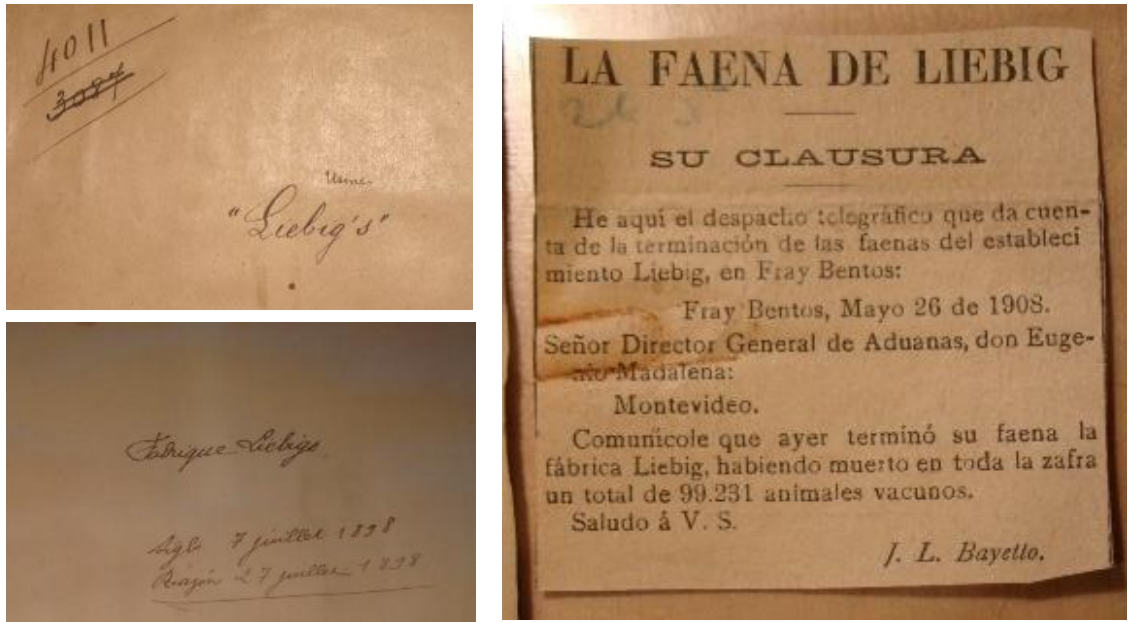 4011
3084
Usine
"Liebig's"
Fabrique Liebigs
Siglo 7 juillet 1898
Razón 27 juillet 1898
LA FAENA DE LIEBIG
SU CLAUSURA
He aquí el despacho telegráfico que da cuen-
ta de la terminación de las faenas del estableci
miento Liebig, en Fray Bentos:
Fray Bentos, Mayo 26 de 1908.
Señor Director General de Aduanas, don Euge-
nio Madalena:
Montevideo.
Comunícole que ayer terminó su faena la
fábrica Liebig, habiendo muerto en toda la zafra
un total de 99.231 animales vacunos.
Saludo á V. S.
J. L. Bayetto.